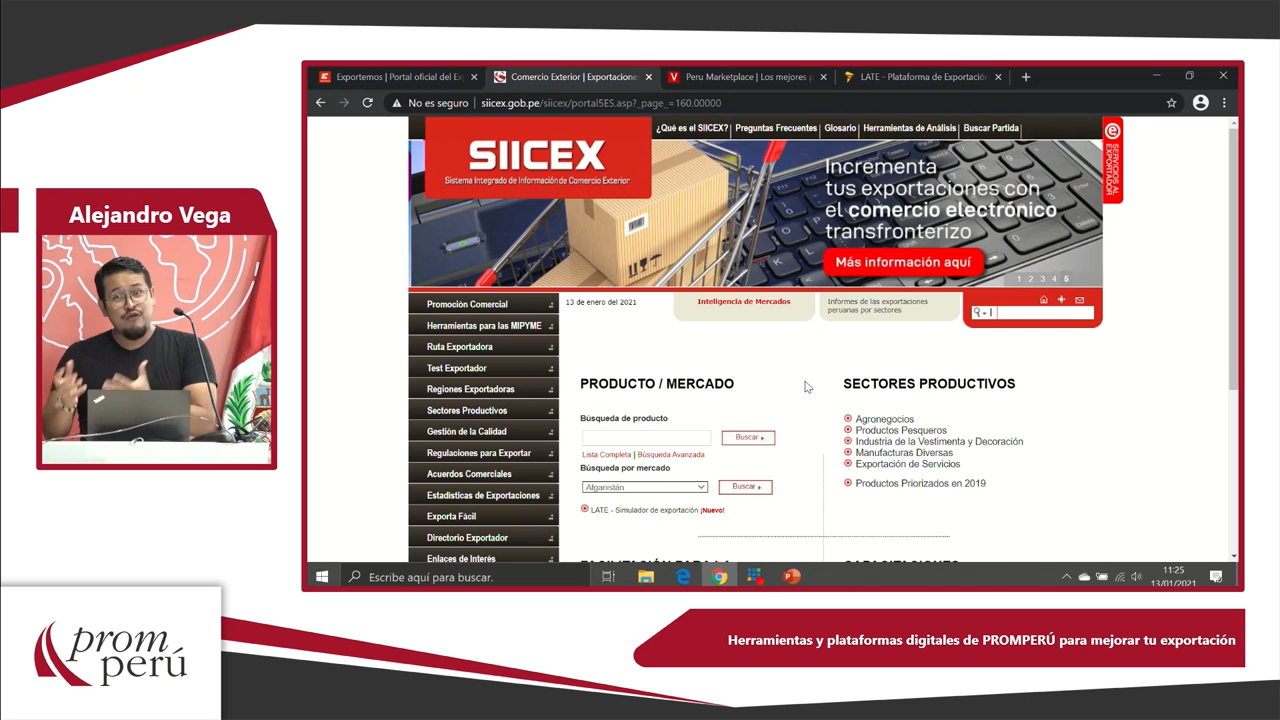 Alejandro Vega
Exportemos | Portal oficial del Ex
Comercio Exterior | Exportacione
Peru Marketplace | Los mejores p
LATE - Plataforma de Exportació
No es seguro
siicex.gob.pe/siicex/portal5ES.asp?_page_=160.00000
¿Qué es el SIICEX?
Preguntas Frecuentes
Glosario
Herramientas de Análisis
Buscar Partida
SIICEX
Sistema Integrado de Información de Comercio Exterior
Incrementa
tus exportaciones con
el comercio electrónico
transfronterizo
Más información aquí
1 2 3 4 5
SERVICIOS AL
EXPORTADOR
13 de enero del 2021
Inteligencia de Mercados
Informes de las exportaciones
peruanas por sectores
Promoción Comercial
Herramientas para las MIPYME
Ruta Exportadora
Test Exportador
Regiones Exportadoras
Sectores Productivos
Gestión de la Calidad
Regulaciones para Exportar
Acuerdos Comerciales
Estadísticas de Exportaciones
Exporta Fácil
Directorio Exportador
Enlaces de Interés
PRODUCTO / MERCADO
Búsqueda de producto
Buscar
Lista Completa | Búsqueda Avanzada
Búsqueda por mercado
Afganistán
Buscar
LATE - Simulador de exportación ¡Nuevo!
SECTORES PRODUCTIVOS
Agronegocios
Productos Pesqueros
Industria de la Vestimenta y Decoración
Manufacturas Diversas
Exportación de Servicios
Productos Priorizados en 2019
FACILITACIÓN PARA LA
CAPACITACIONES
Escribe aquí para buscar.
11:25
13/01/2021
prom
perú
Herramientas y plataformas digitales de PROMPERÚ para mejorar tu exportación